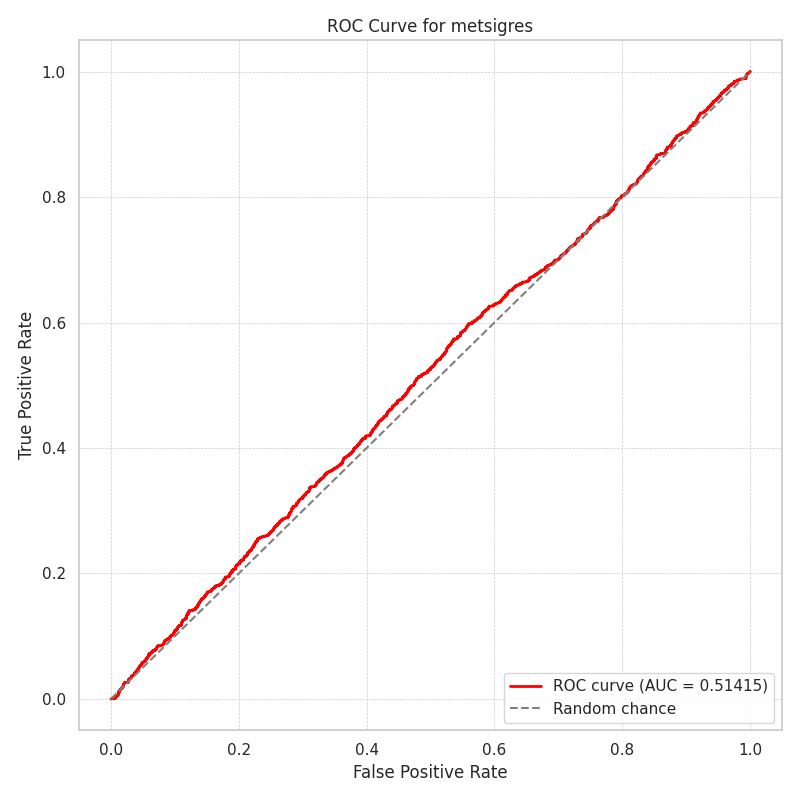 ROC Curve for metsigres
1.0
0.8
0.6
0.4
0.2
0.0
True Positive Rate
0.0 0.2 0.4 0.6 0.8 1.0
False Positive Rate
ROC curve (AUC = 0.51415)
Random chance